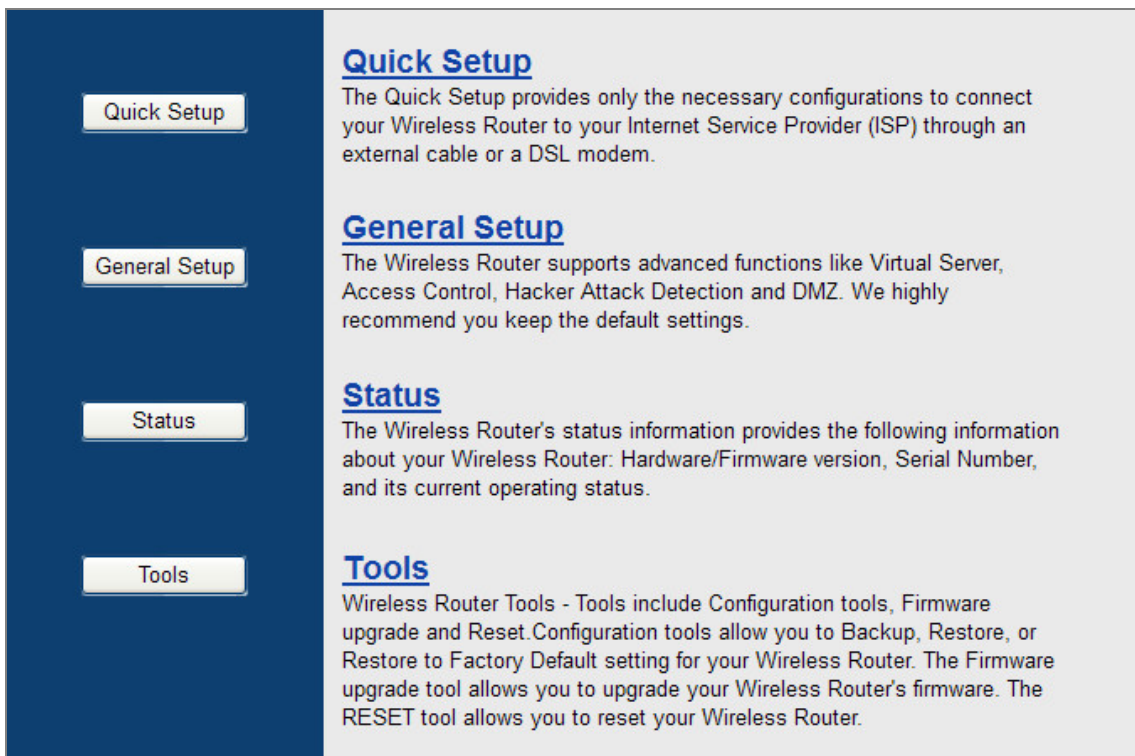 Quick Setup
Quick Setup
The Quick Setup provides only the necessary configurations to connect
your Wireless Router to your Internet Service Provider (ISP) through an
external cable or a DSL modem.
General Setup
General Setup
The Wireless Router supports advanced functions like Virtual Server,
Access Control, Hacker Attack Detection and DMZ. We highly
recommend you keep the default settings.
Status
Status
The Wireless Router's status information provides the following information
about your Wireless Router: Hardware/Firmware version, Serial Number,
and its current operating status.
Tools
Tools
Wireless Router Tools - Tools include Configuration tools, Firmware
upgrade and Reset.Configuration tools allow you to Backup, Restore, or
Restore to Factory Default setting for your Wireless Router. The Firmware
upgrade tool allows you to upgrade your Wireless Router's firmware. The
RESET tool allows you to reset your Wireless Router.